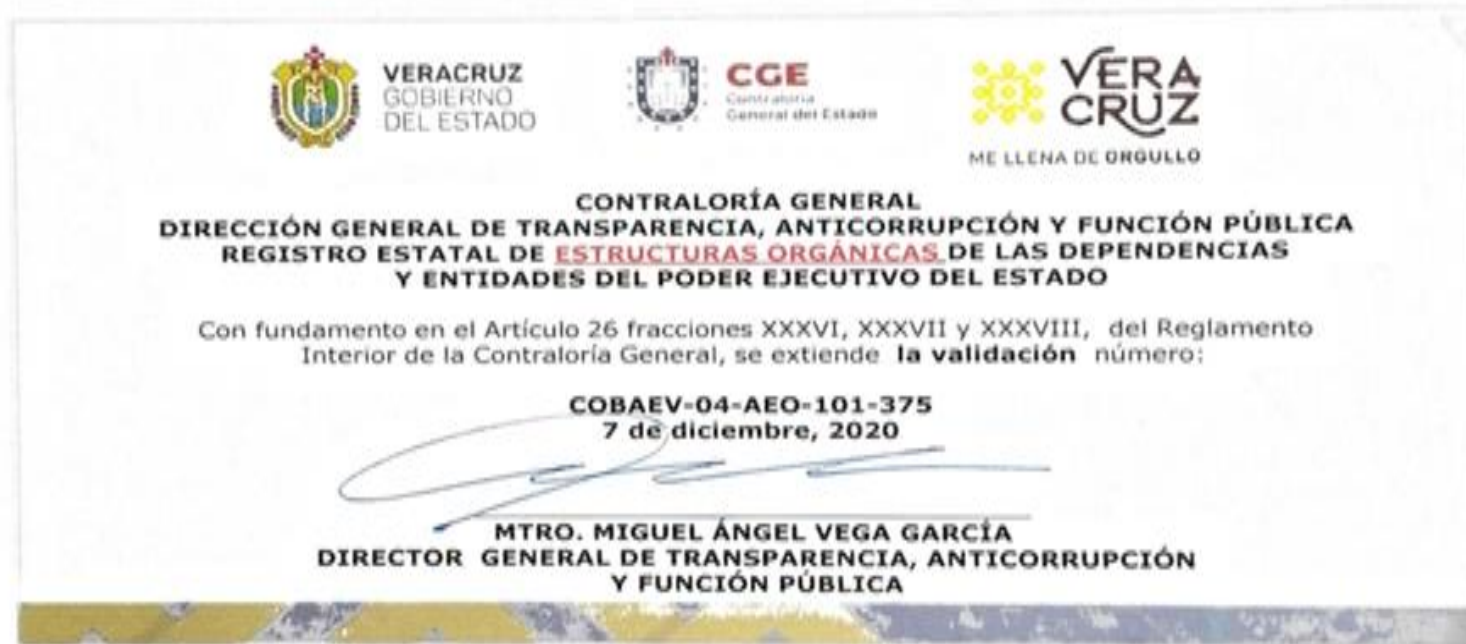 VERACRUZ
GOBIERNO
DEL ESTADO
CGE
Contraloría
General del Estado
VERA
CRUZ
ME LLENA DE ORGULLO
CONTRALORÍA GENERAL
DIRECCIÓN GENERAL DE TRANSPARENCIA, ANTICORRUPCIÓN Y FUNCIÓN PÚBLICA
REGISTRO ESTATAL DE ESTRUCTURAS ORGÁNICAS DE LAS DEPENDENCIAS
Y ENTIDADES DEL PODER EJECUTIVO DEL ESTADO
Con fundamento en el Artículo 26 fracciones XXXVI, XXXVII y XXXVIII, del Reglamento
Interior de la Contraloría General, se extiende la validación número:
COBAEV-04-AEO-101-375
7 de diciembre, 2020
MTRO. MIGUEL ÁNGEL VEGA GARCÍA
DIRECTOR GENERAL DE TRANSPARENCIA, ANTICORRUPCIÓN
Y FUNCIÓN PÚBLICA